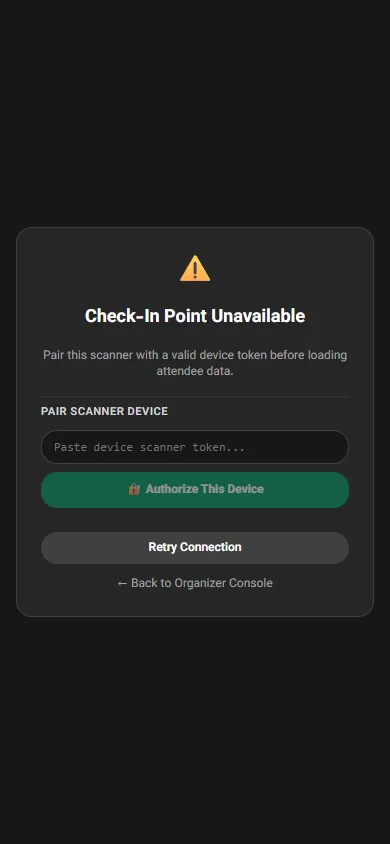 Check-In Point Unavailable
Pair this scanner with a valid device token before loading
attendee data.
PAIR SCANNER DEVICE
Paste device scanner token...
🔐 Authorize This Device
Retry Connection
← Back to Organizer Console